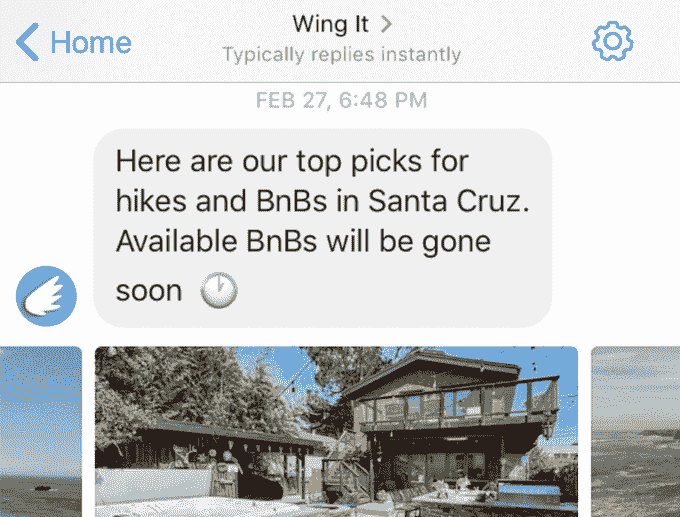 Home
Wing It
Typically replies instantly
FEB 27, 6:48 PM
Here are our top picks for
hikes and BnBs in Santa Cruz.
Available BnBs will be gone
soon 🕐